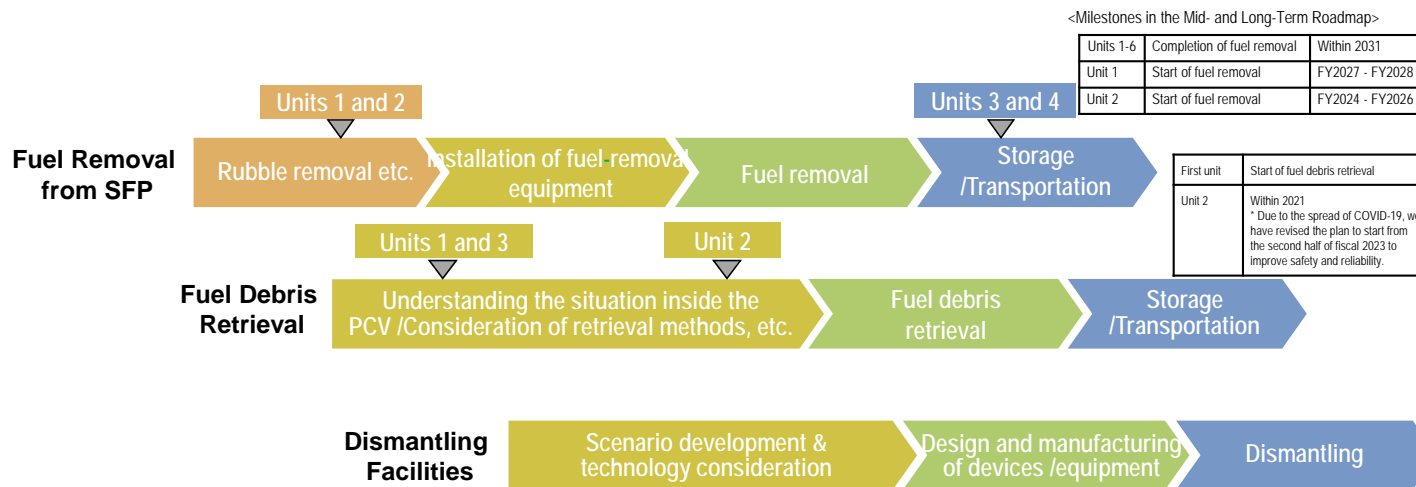 <Milestones in the Mid- and Long-Term Roadmap>
Units 1-6 Completion of fuel removal Within 2031
Unit 1 Start of fuel removal FY2027 - FY2028
Unit 2 Start of fuel removal FY2024 - FY2026
Units 1 and 2
Units 3 and 4
Fuel Removal
from SFP
Rubble removal etc.
Installation of fuel-removal
equipment
Fuel removal
Storage
/Transportation
First unit Start of fuel debris retrieval
Unit 2 Within 2021
* Due to the spread of COVID-19, we
have revised the plan to start from
the second half of fiscal 2023 to
improve safety and reliability.
Units 1 and 3
Unit 2
Fuel Debris
Retrieval
Understanding the situation inside the
PCV /Consideration of retrieval methods, etc.
Fuel debris
retrieval
Storage
/Transportation
Dismantling
Facilities
Scenario development &
technology consideration
Design and manufacturing
of devices /equipment
Dismantling